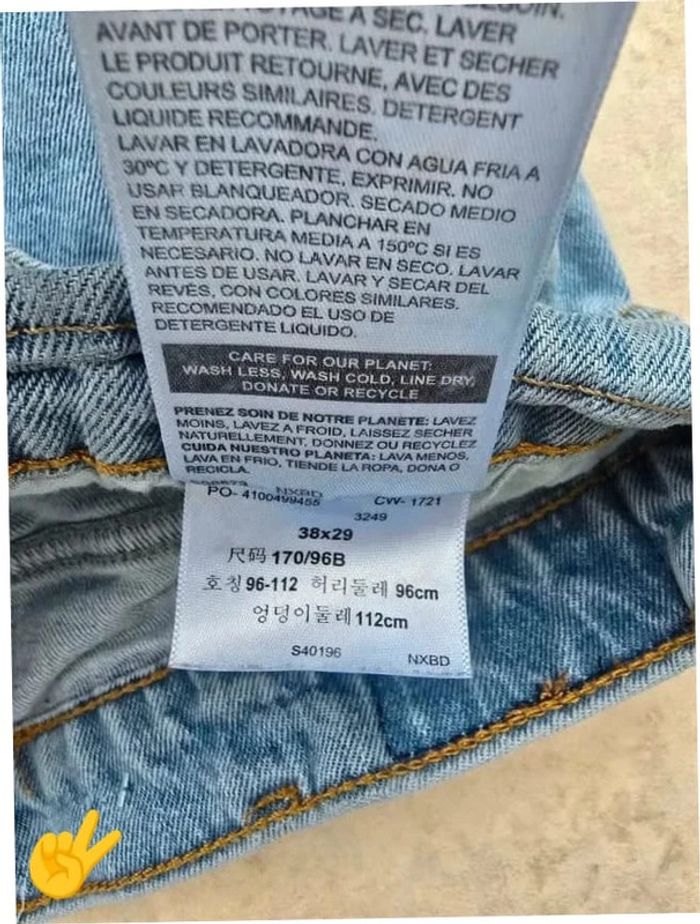 A SEC. LAVER
AVANT DE PORTER. LAVER ET SECHER
LE PRODUIT RETOURNE, AVEC DES
COULEURS SIMILAIRES. DETERGENT
LIQUIDE RECOMMANDE.
LAVAR EN LAVADORA CON AGUA FRIA A
30ºC Y DETERGENTE, EXPRIMIR. NO
USAR BLANQUEADOR. SECADO MEDIO
EN SECADORA. PLANCHAR EN
TEMPERATURA MEDIA A 150ºC SI ES
NECESARIO. NO LAVAR EN SECO. LAVAR
ANTES DE USAR. LAVAR Y SECAR DEL
REVÉS, CON COLORES SIMILARES.
RECOMENDADO EL USO DE
DETERGENTE LIQUIDO.
CARE FOR OUR PLANET:
WASH LESS, WASH COLD, LINE DRY,
DONATE OR RECYCLE
PRENEZ SOIN DE NOTRE PLANETE: LAVEZ
MOINS, LAVEZ A FROID, LAISSEZ SECHER
NATURELLEMENT, DONNEZ OU RECYCLEZ
CUIDA NUESTRO PLANETA: LAVA MENOS,
LAVA EN FRIO, TIENDE LA ROPA, DONA O
RECICLA.
NXBD
PO- 4100499455 CW- 1721
3249
38x29
尺码 170/96B
호칭 96-112 허리둘레 96cm
엉덩이둘레 112cm
S40196
NXBD